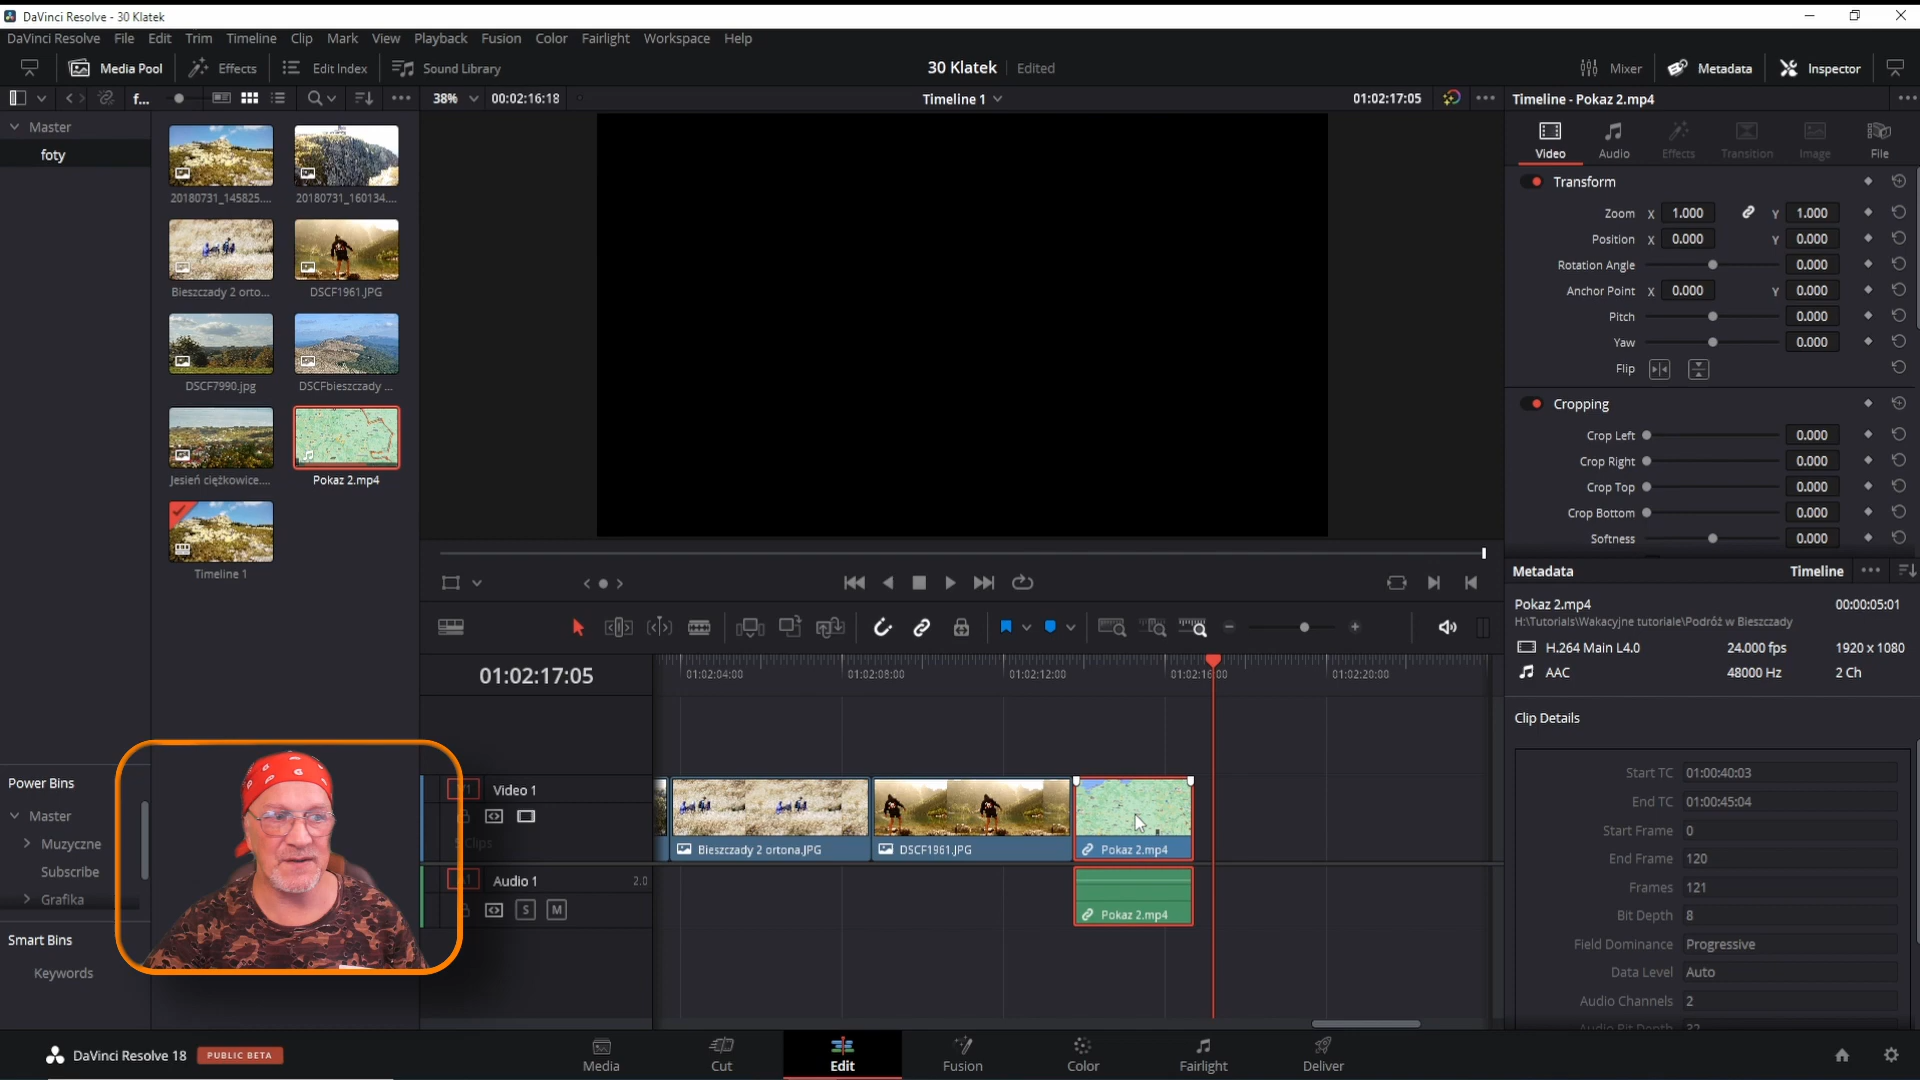 DaVinci Resolve - 30 Klatek
DaVinci Resolve File Edit Trim Timeline Clip Mark View Playback Fusion Color Fairlight Workspace Help
Media Pool Effects Edit Index Sound Library 30 Klatek Edited Mixer Metadata Inspector
f... 38% 00:02:16:18 Timeline 1 01:02:17:05 Timeline - Pokaz 2.mp4
Master
foty
20180731_145825.... 20180731_160134....
Bieszczady 2 orto... DSCF1961.JPG
DSCF7990.jpg DSCFbieszczady ...
Jesień ciężkowice.... Pokaz 2.mp4
Timeline 1
Video Audio Effects Transition Image File
Transform
Zoom X 1.000 Y 1.000
Position X 0.000 Y 0.000
Rotation Angle 0.000
Anchor Point X 0.000 Y 0.000
Pitch 0.000
Yaw 0.000
Flip
Cropping
Crop Left 0.000
Crop Right 0.000
Crop Top 0.000
Crop Bottom 0.000
Softness 0.000
Metadata Timeline
Pokaz 2.mp4 00:00:05:01
H:\Tutorials\Wakacyjne tutoriale\Podróż w Bieszczady
H.264 Main L4.0 24.000 fps 1920 x 1080
AAC 48000 Hz 2 Ch
Clip Details
Start TC 01:00:40:03
End TC 01:00:45:04
Start Frame 0
End Frame 120
Frames 121
Bit Depth 8
Field Dominance Progressive
Data Level Auto
Audio Channels 2
Audio Bit Depth 32
01:02:17:05
01:02:04:00 01:02:08:00 01:02:12:00 01:02:16:00 01:02:20:00
V1 Video 1
5 Clips
Bieszczady 2 ortona.JPG DSCF1961.JPG Pokaz 2.mp4
A1 Audio 1 2.0
S M
Pokaz 2.mp4
Power Bins
Master
Muzyczne
Subscribe
Grafika
Smart Bins
Keywords
DaVinci Resolve 18 PUBLIC BETA
Media Cut Edit Fusion Color Fairlight Deliver